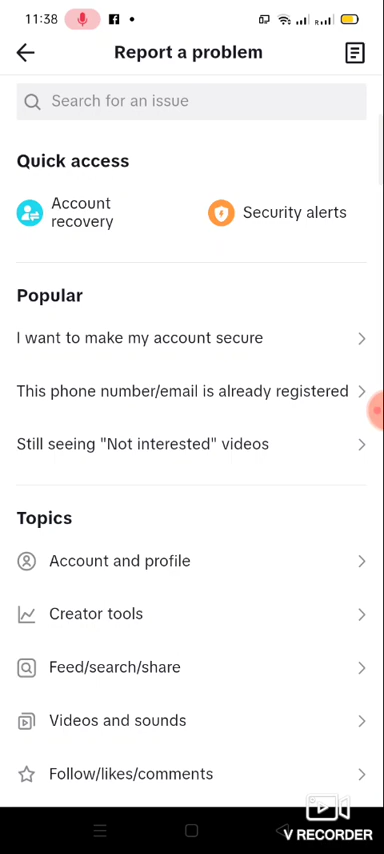 11:38
Report a problem
Search for an issue
Quick access
Account
recovery
Security alerts
Popular
I want to make my account secure
This phone number/email is already registered
Still seeing "Not interested" videos
Topics
Account and profile
Creator tools
Feed/search/share
Videos and sounds
Follow/likes/comments
V RECORDER